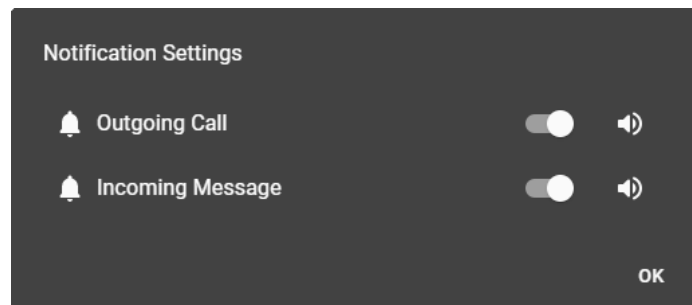 Notification Settings
Outgoing Call
Incoming Message
OK